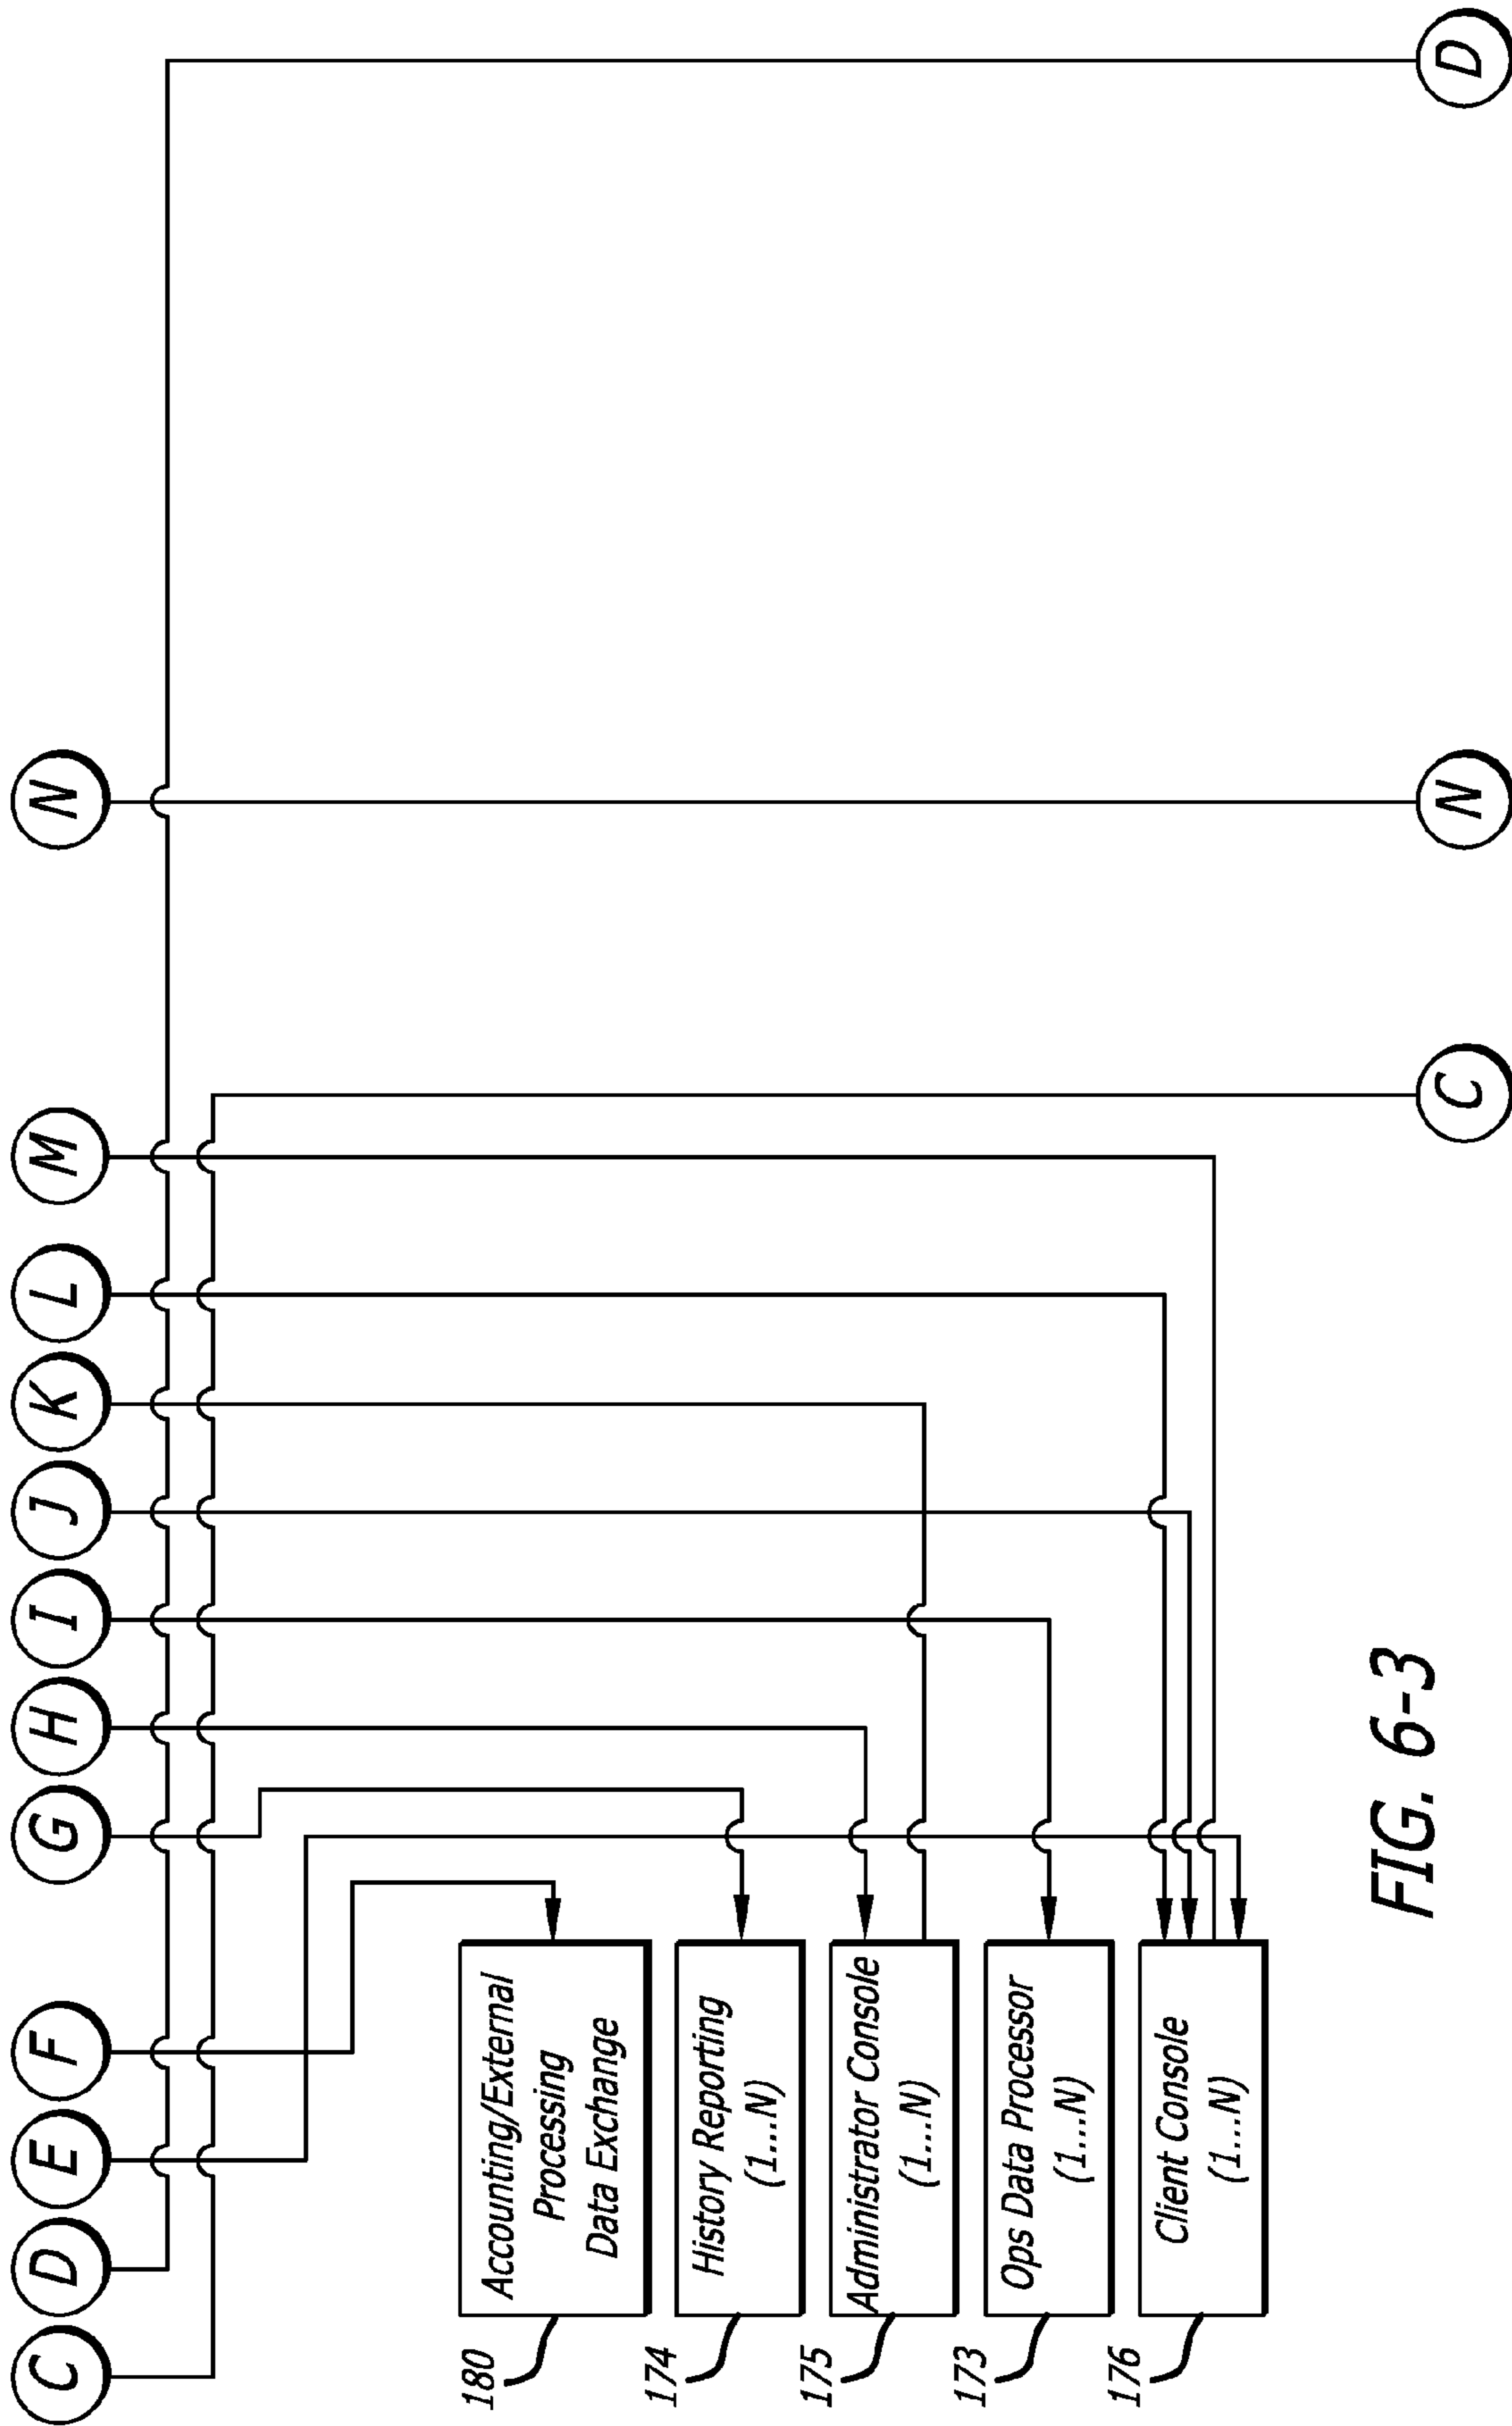 C
D
E
F
G
H
I
J
K
L
M
N
180
Accounting/External
Processing
Data Exchange
174
History Reporting
(1...N)
175
Administrator Console
(1...N)
173
Ops Data Processor
(1...N)
176
Client Console
(1...N)
C
N
D
FIG. 6-3